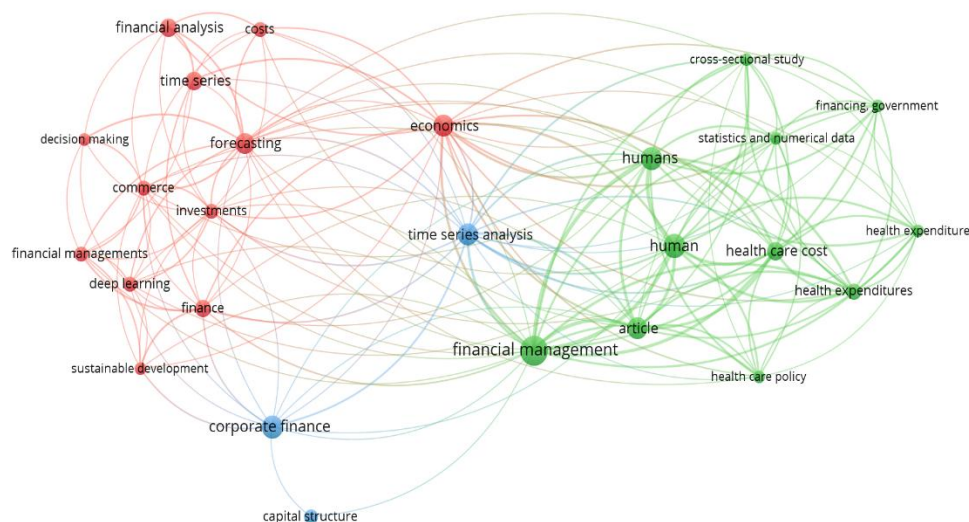 financial analysis
costs
cross-sectional study
time series
financing, government
economics
decision making
forecasting
statistics and numerical data
humans
commerce
investments
time series analysis
health expenditure
human
financial managements
health care cost
deep learning
health expenditures
finance
article
financial management
sustainable development
health care policy
corporate finance
capital structure